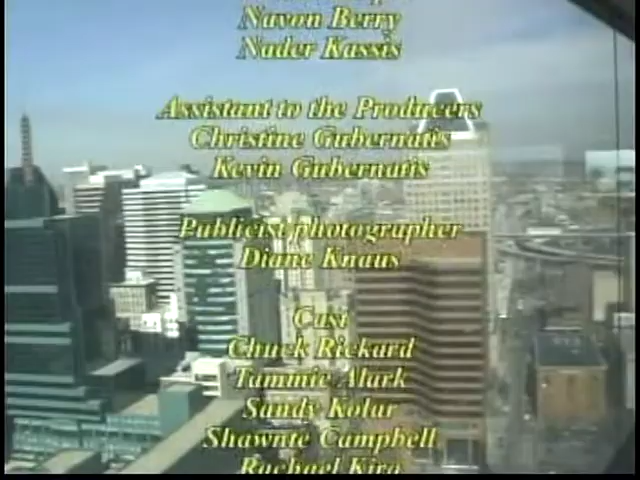 Navon Berry
Nader Kassis
Assistant to the Producers
Christine Gubernatis
Kevin Gubernatis
Publicist photographer
Diane Knaus
Cast
Chuck Rickard
Tammie Alark
Sandy Kolar
Shawnte Campbell
Rachael